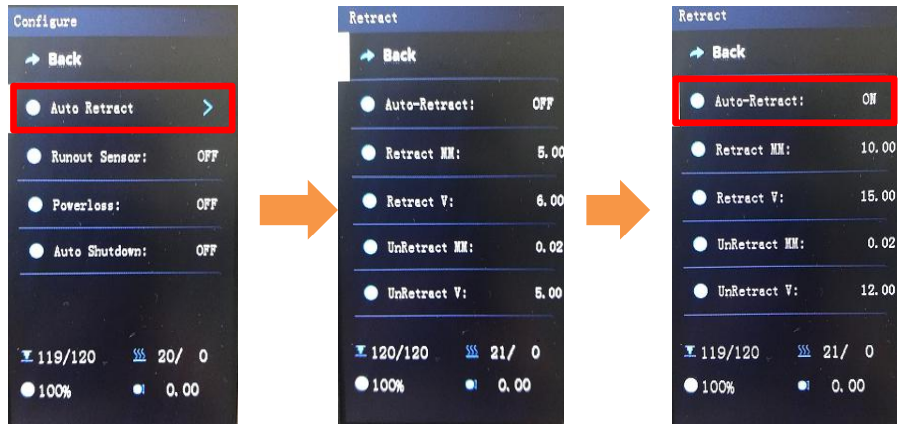 Configure
Back
Auto Retract
Runout Sensor: OFF
Powerloss: OFF
Auto Shutdown: OFF
119/120 20/ 0
100% 0.00
Retract
Back
Auto-Retract: OFF
Retract MM: 5.00
Retract V: 6.00
UnRetract MM: 0.02
UnRetract V: 5.00
120/120 21/ 0
100% 0.00
Retract
Back
Auto-Retract: ON
Retract MM: 10.00
Retract V: 15.00
UnRetract MM: 0.02
UnRetract V: 12.00
119/120 21/ 0
100% 0.00